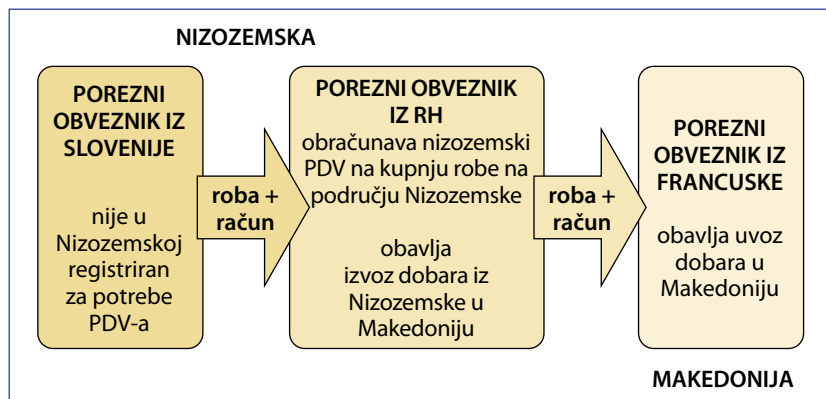 NIZOZEMSKA
POREZNI
OBVEZNIK IZ
SLOVENIJE
nije u
Nizozemskoj
registriran
za potrebe
PDV-a
roba +
račun
POREZNI OBVEZNIK
IZ RH
obračunava nizozemski
PDV na kupnju robe na
području Nizozemske
obavlja
izvoz dobara iz
Nizozemske u
Makedoniju
roba +
račun
POREZNI
OBVEZNIK IZ
FRANCUSKE
obavlja uvoz
dobara u
Makedoniju
MAKEDONIJA